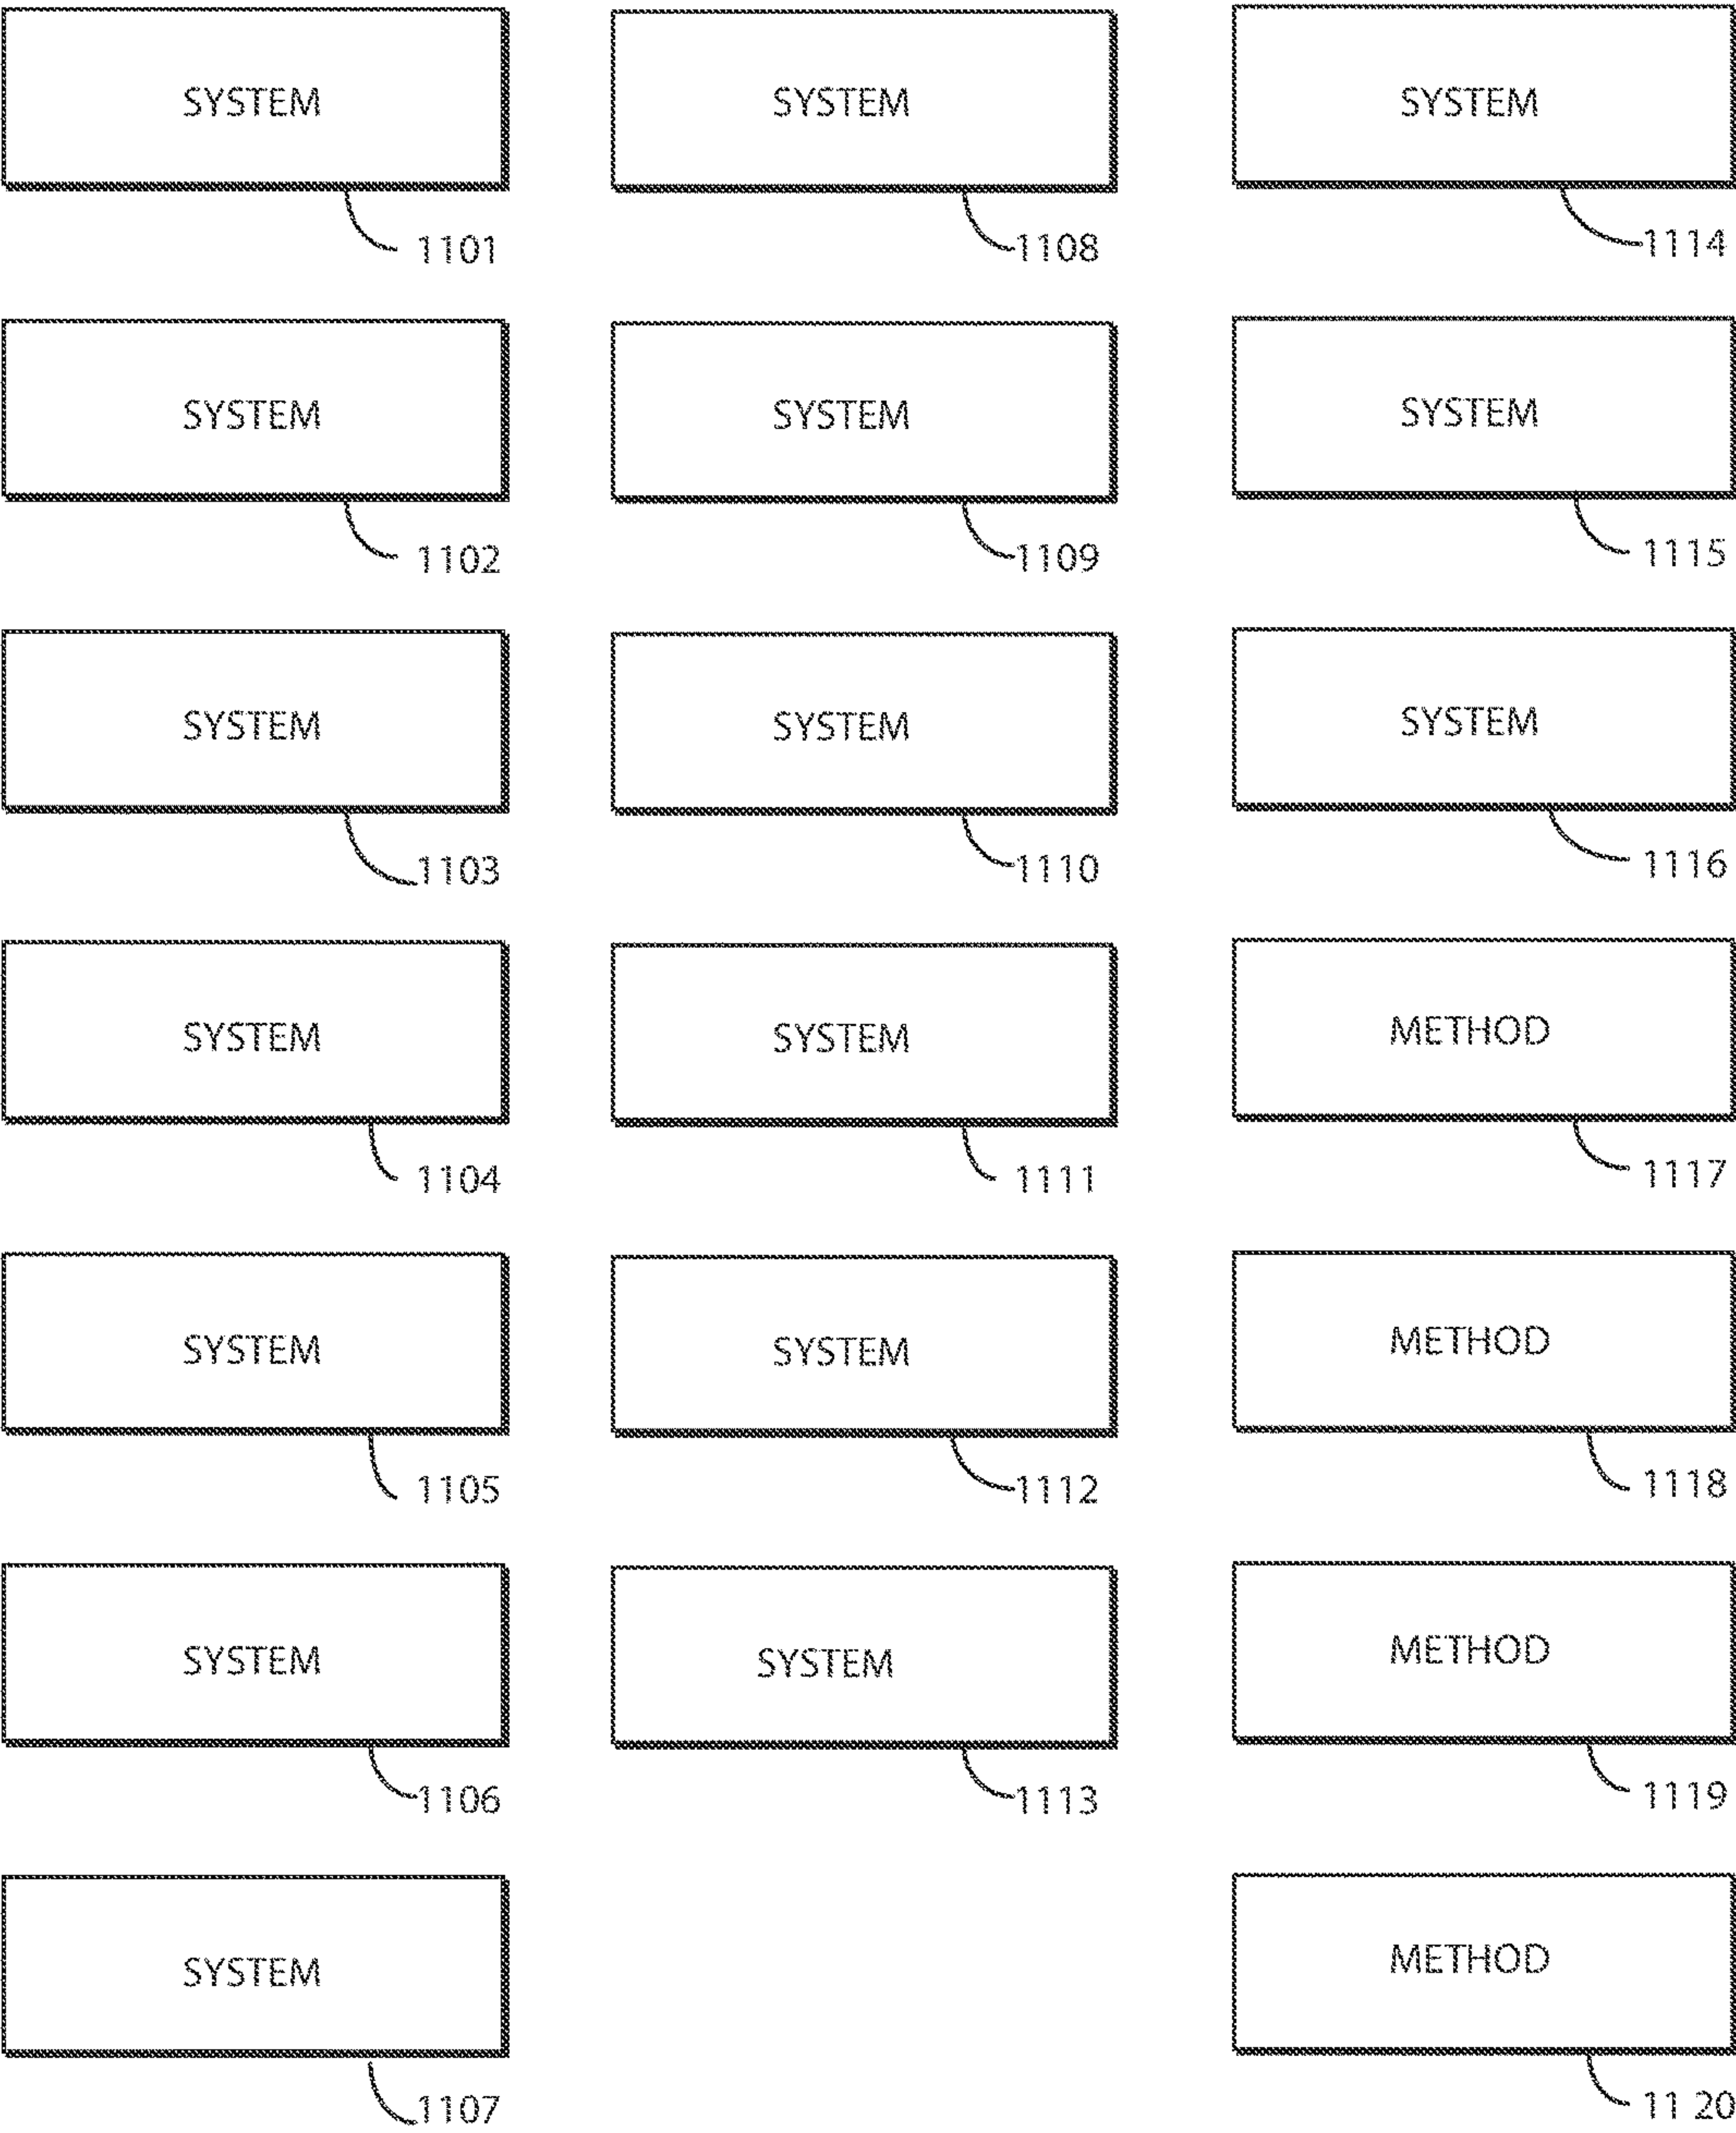 SYSTEM
1101
SYSTEM
1102
SYSTEM
1103
SYSTEM
1104
SYSTEM
1105
SYSTEM
1106
SYSTEM
1107
SYSTEM
1108
SYSTEM
1109
SYSTEM
1110
SYSTEM
1111
SYSTEM
1112
SYSTEM
1113
SYSTEM
1114
SYSTEM
1115
SYSTEM
1116
METHOD
1117
METHOD
1118
METHOD
1119
METHOD
11 20